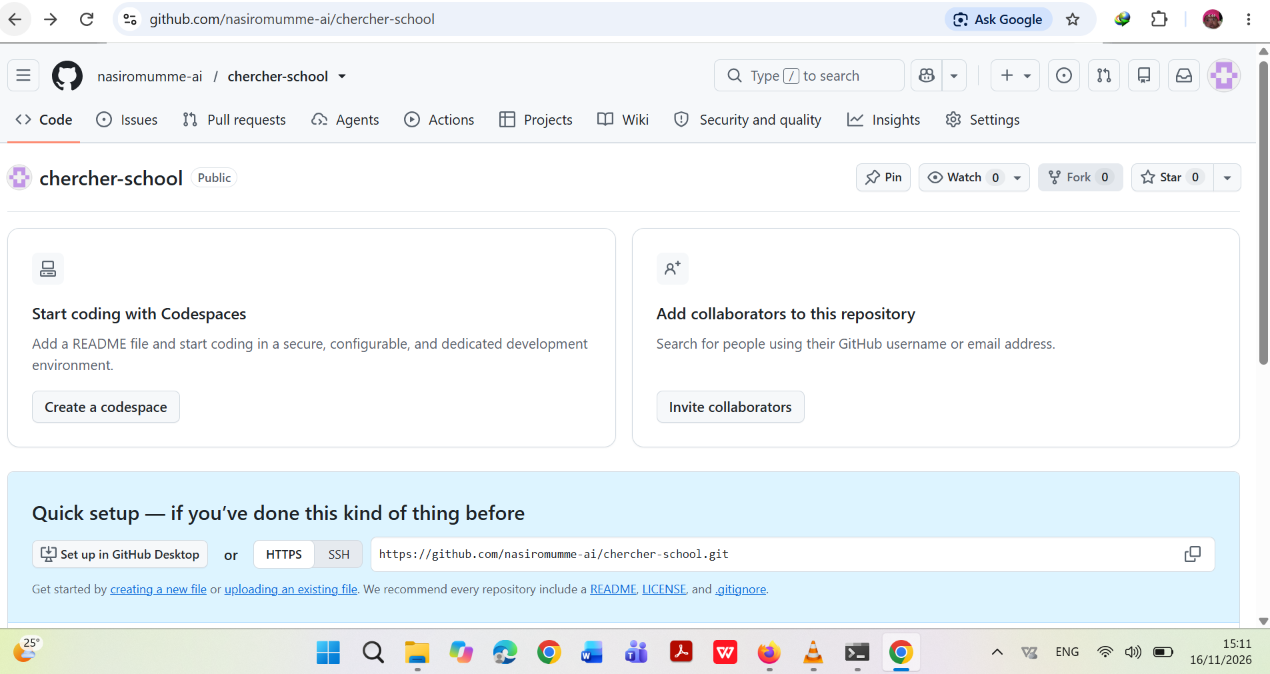 github.com/nasiromumme-ai/chercher-school
Ask Google
nasiromumme-ai / chercher-school
Type / to search
Code Issues Pull requests Agents Actions Projects Wiki Security and quality Insights Settings
chercher-school Public
Pin Watch 0 Fork 0 Star 0
Start coding with Codespaces
Add a README file and start coding in a secure, configurable, and dedicated development
environment.
Create a codespace
Add collaborators to this repository
Search for people using their GitHub username or email address.
Invite collaborators
Quick setup — if you’ve done this kind of thing before
Set up in GitHub Desktop or HTTPS SSH https://github.com/nasiromumme-ai/chercher-school.git
Get started by creating a new file or uploading an existing file. We recommend every repository include a README, LICENSE, and .gitignore.
25°
ENG
15:11
16/11/2026